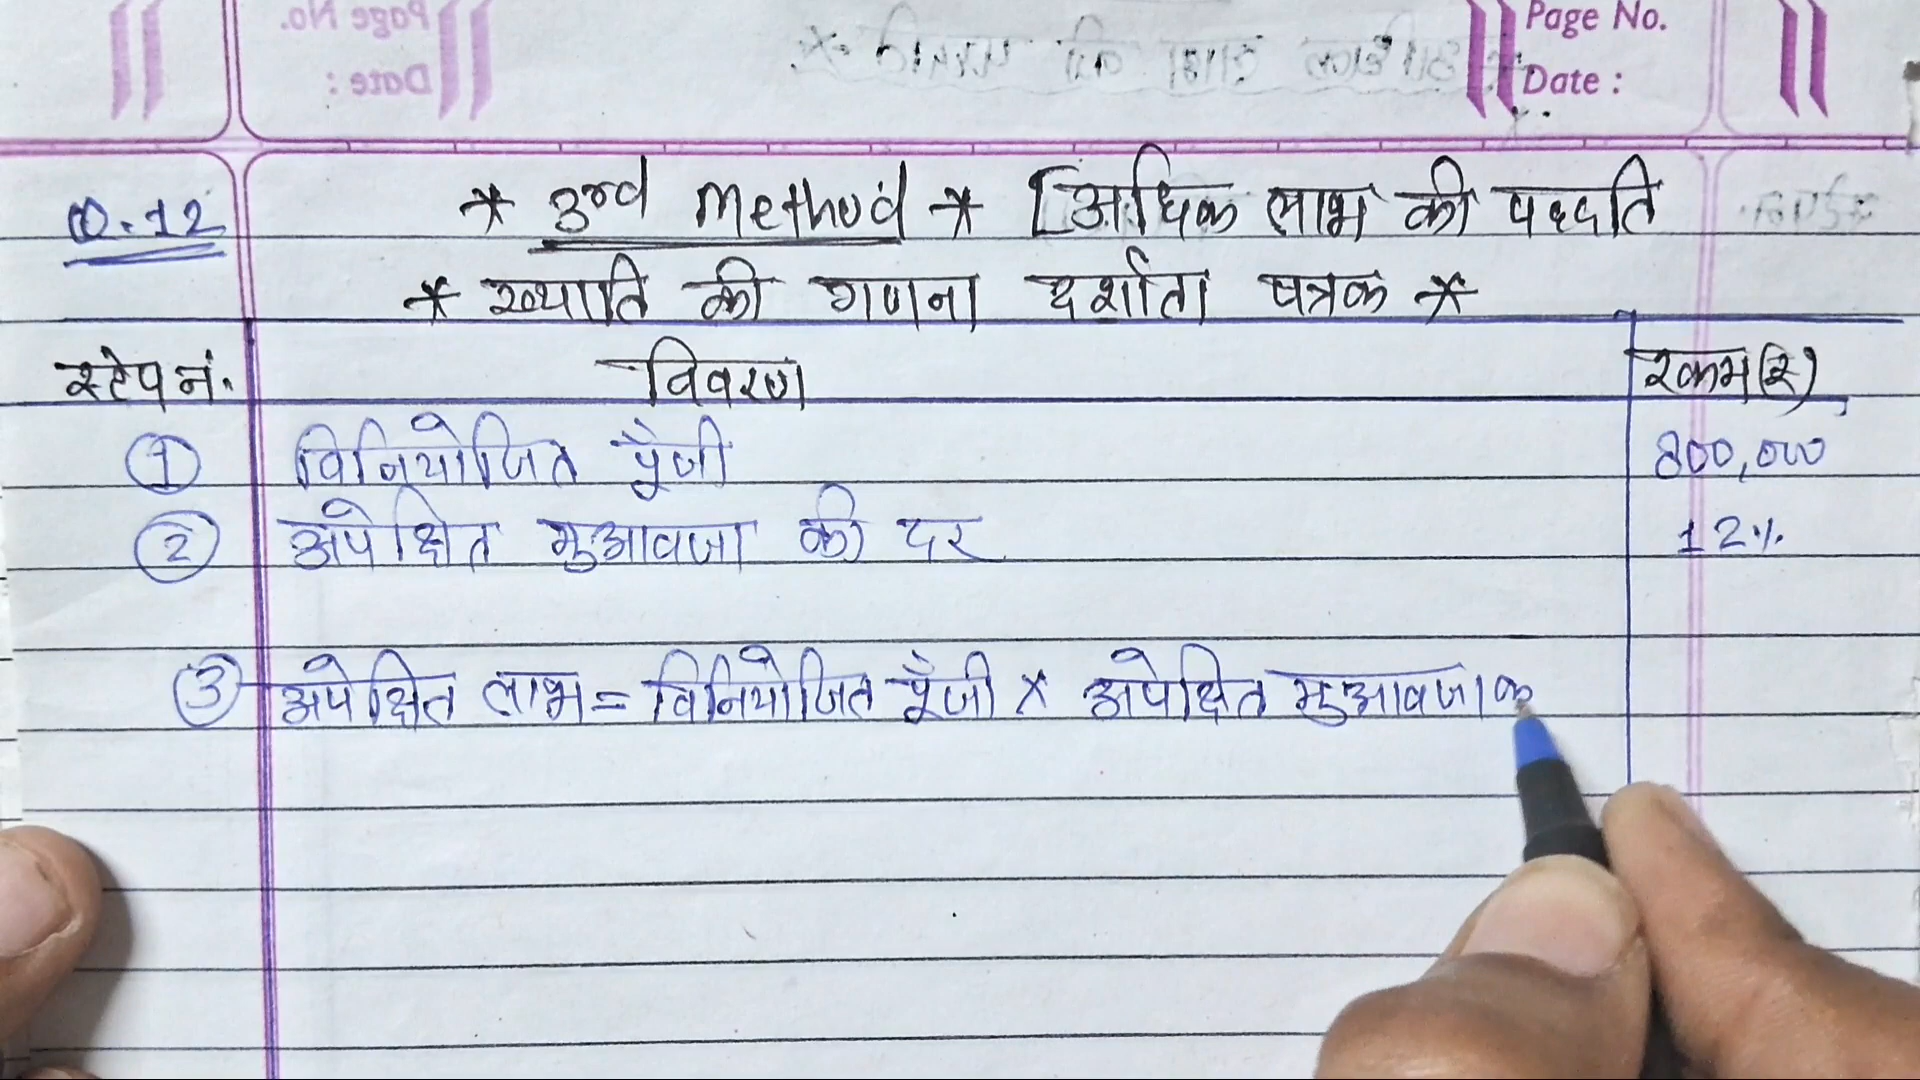 Page No.
Date :
Q.12 * 3rd Method * [अधिक लाभ की पद्धति
* ख्याति की गणना दर्शाता पत्रक *
स्टेप नं. विवरण रकम(₹)
① विनियोजित पूँजी 800,000
② अपेक्षित मुआवजा की दर 12%
③ अपेक्षित लाभ = विनियोजित पूँजी × अपेक्षित मुआवजा क